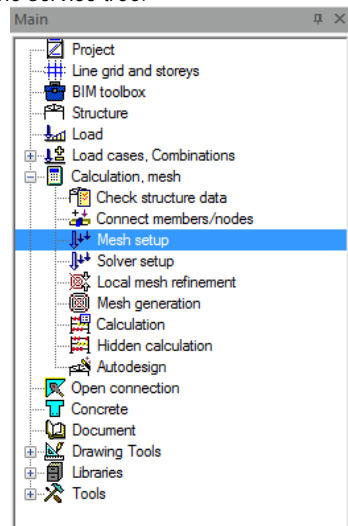 Main
Project
Line grid and storeys
BIM toolbox
Structure
Load
Load cases, Combinations
Calculation, mesh
Check structure data
Connect members/nodes
Mesh setup
Solver setup
Local mesh refinement
Mesh generation
Calculation
Hidden calculation
Autodesign
Open connection
Concrete
Document
Drawing Tools
Libraries
Tools